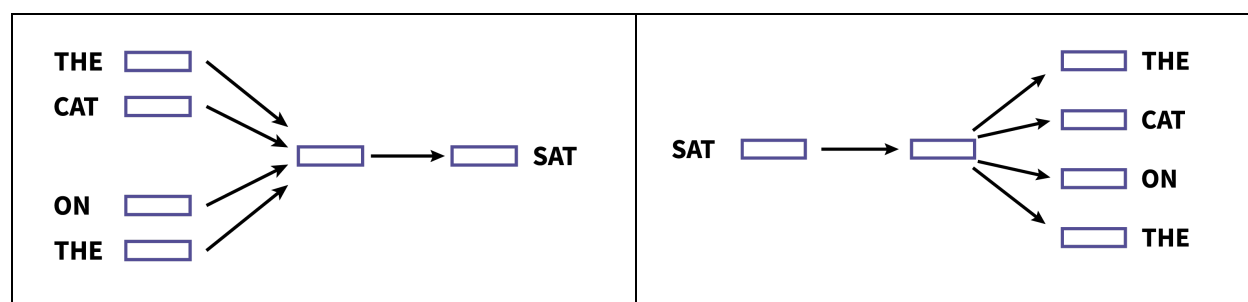 THE
CAT
ON
THE
SAT
SAT
THE
CAT
ON
THE